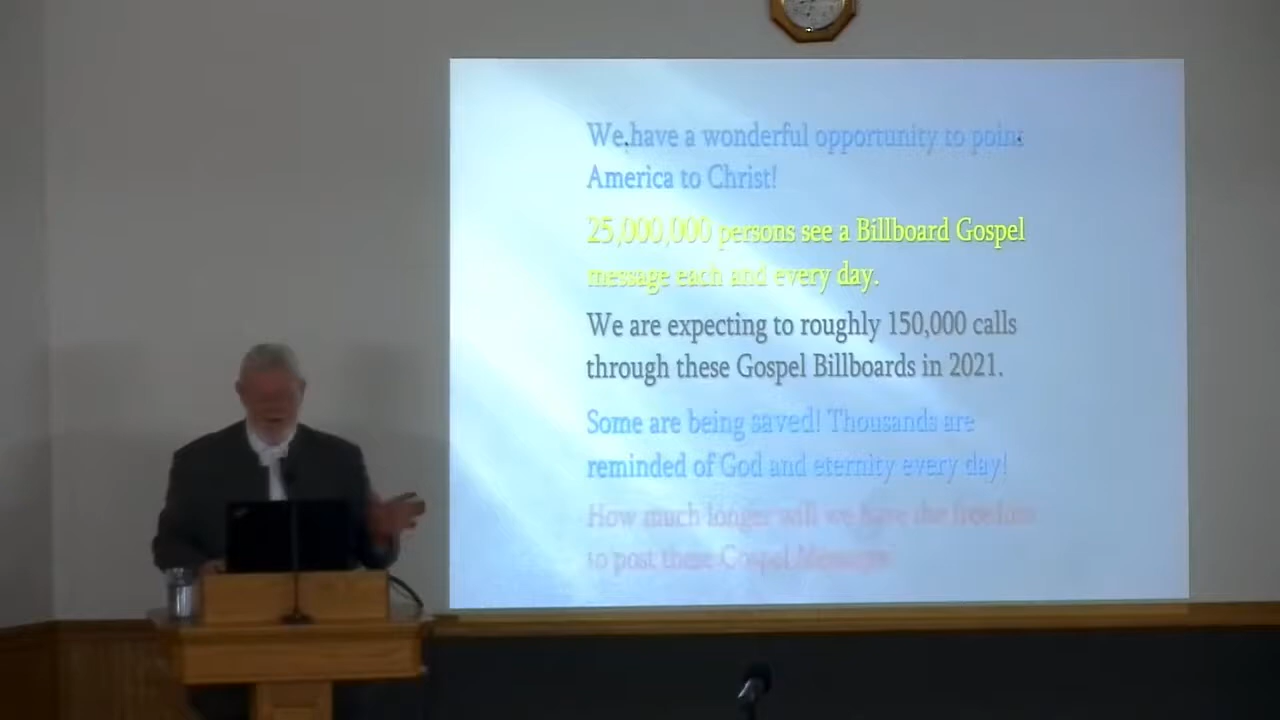 We have a wonderful opportunity to point
America to Christ!
25,000,000 persons see a Billboard Gospel
message each and every day.
We are expecting to roughly 150,000 calls
through these Gospel Billboards in 2021.
Some are being saved! Thousands are
reminded of God and eternity every day!
How much longer will we have the freedom
to post these Gospel Messages